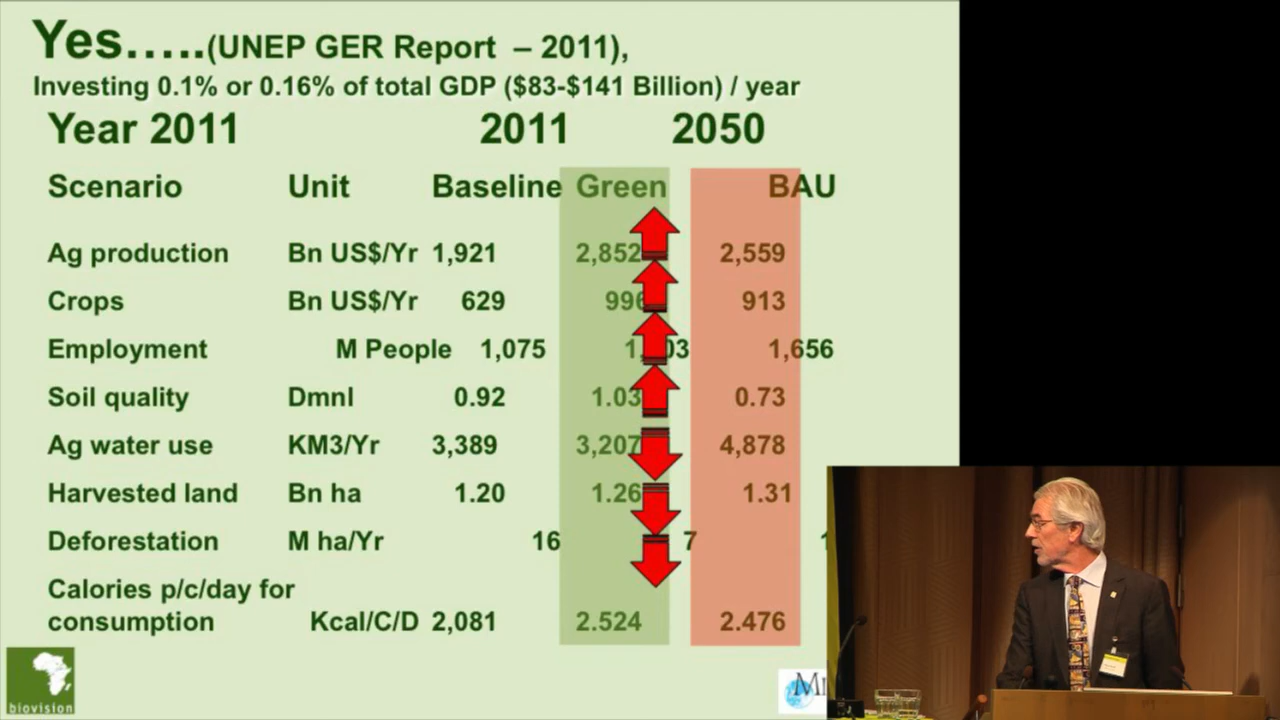 Yes…..(UNEP GER Report – 2011),
Investing 0.1% or 0.16% of total GDP ($83-$141 Billion) / year
Year 2011 2011 2050
Scenario Unit Baseline Green BAU
Ag production Bn US$/Yr 1,921 2,852 2,559
Crops Bn US$/Yr 629 996 913
Employment M People 1,075 1,656
Soil quality Dmnl 0.92 1.03 0.73
Ag water use KM3/Yr 3,389 3,207 4,878
Harvested land Bn ha 1.20 1.26 1.31
Deforestation M ha/Yr 16 7
Calories p/c/day for
consumption Kcal/C/D 2,081 2.524 2.476
biovision